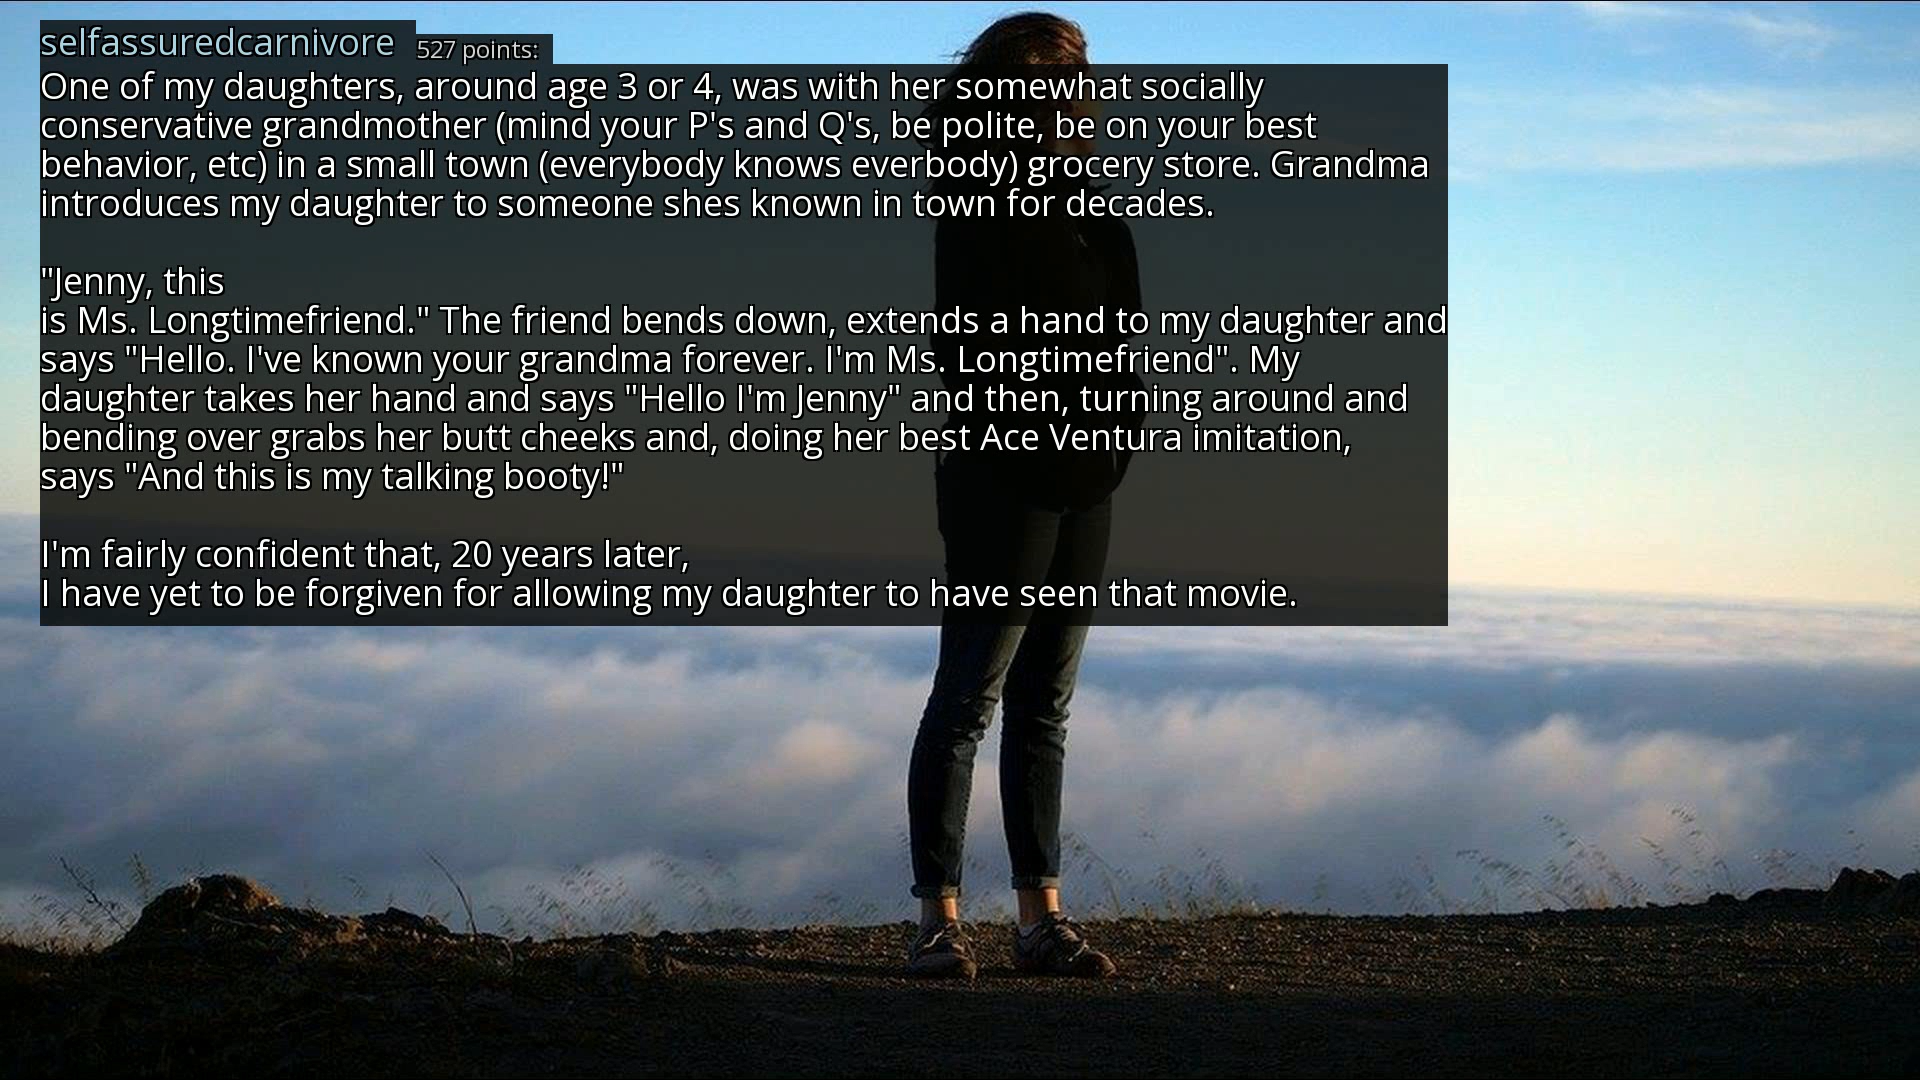 selfassuredcarnivore 527 points:
One of my daughters, around age 3 or 4, was with her somewhat socially
conservative grandmother (mind your P's and Q's, be polite, be on your best
behavior, etc) in a small town (everybody knows everbody) grocery store. Grandma
introduces my daughter to someone shes known in town for decades.
"Jenny, this
is Ms. Longtimefriend." The friend bends down, extends a hand to my daughter and
says "Hello. I've known your grandma forever. I'm Ms. Longtimefriend". My
daughter takes her hand and says "Hello I'm Jenny" and then, turning around and
bending over grabs her butt cheeks and, doing her best Ace Ventura imitation,
says "And this is my talking booty!"
I'm fairly confident that, 20 years later,
I have yet to be forgiven for allowing my daughter to have seen that movie.